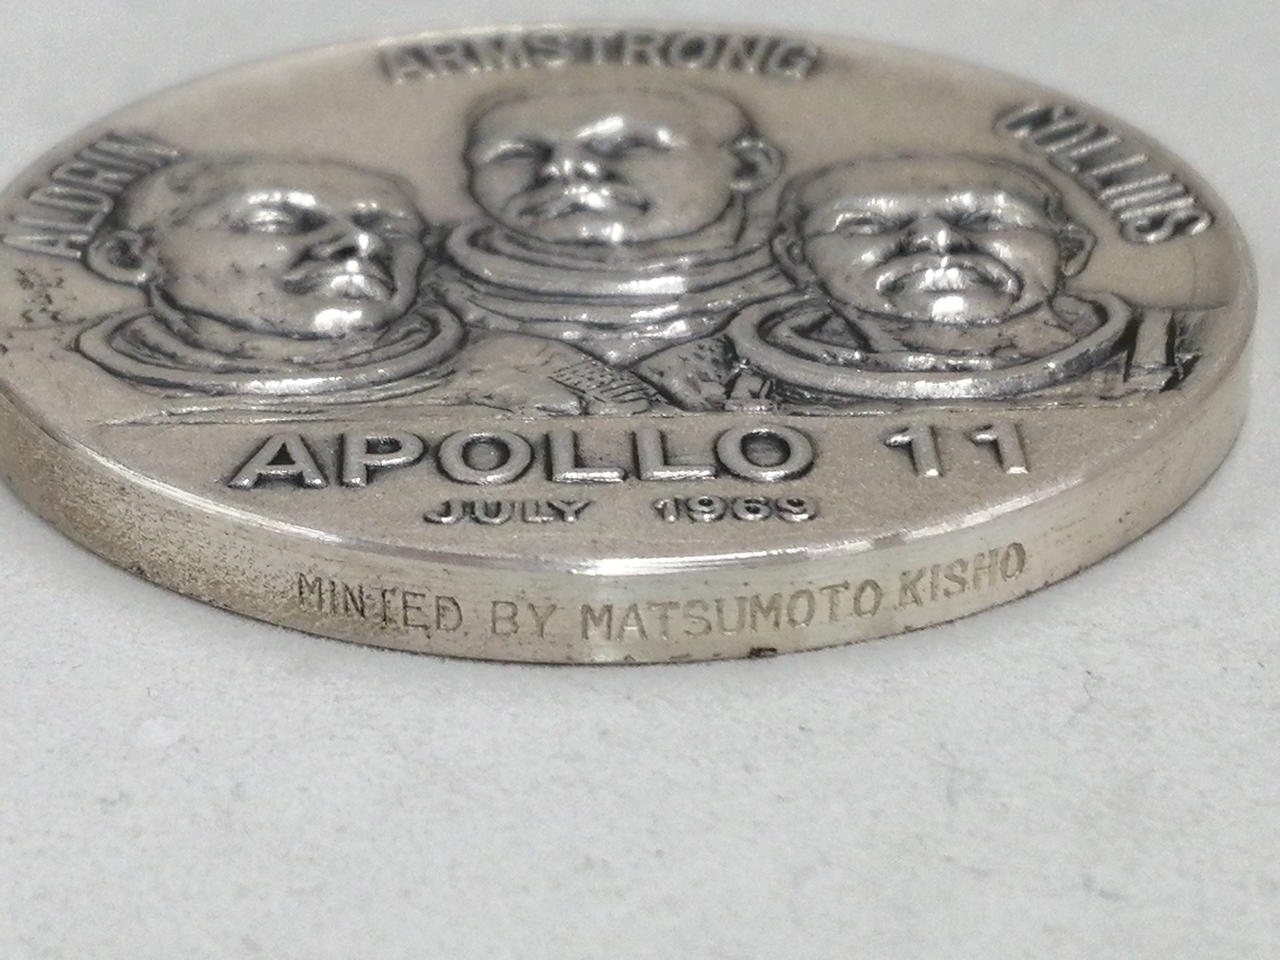 ARMSTRONG
ALDRIN
COLLINS
APOLLO 11
JULY 1969
MINTED BY MATSUMOTO KISHO